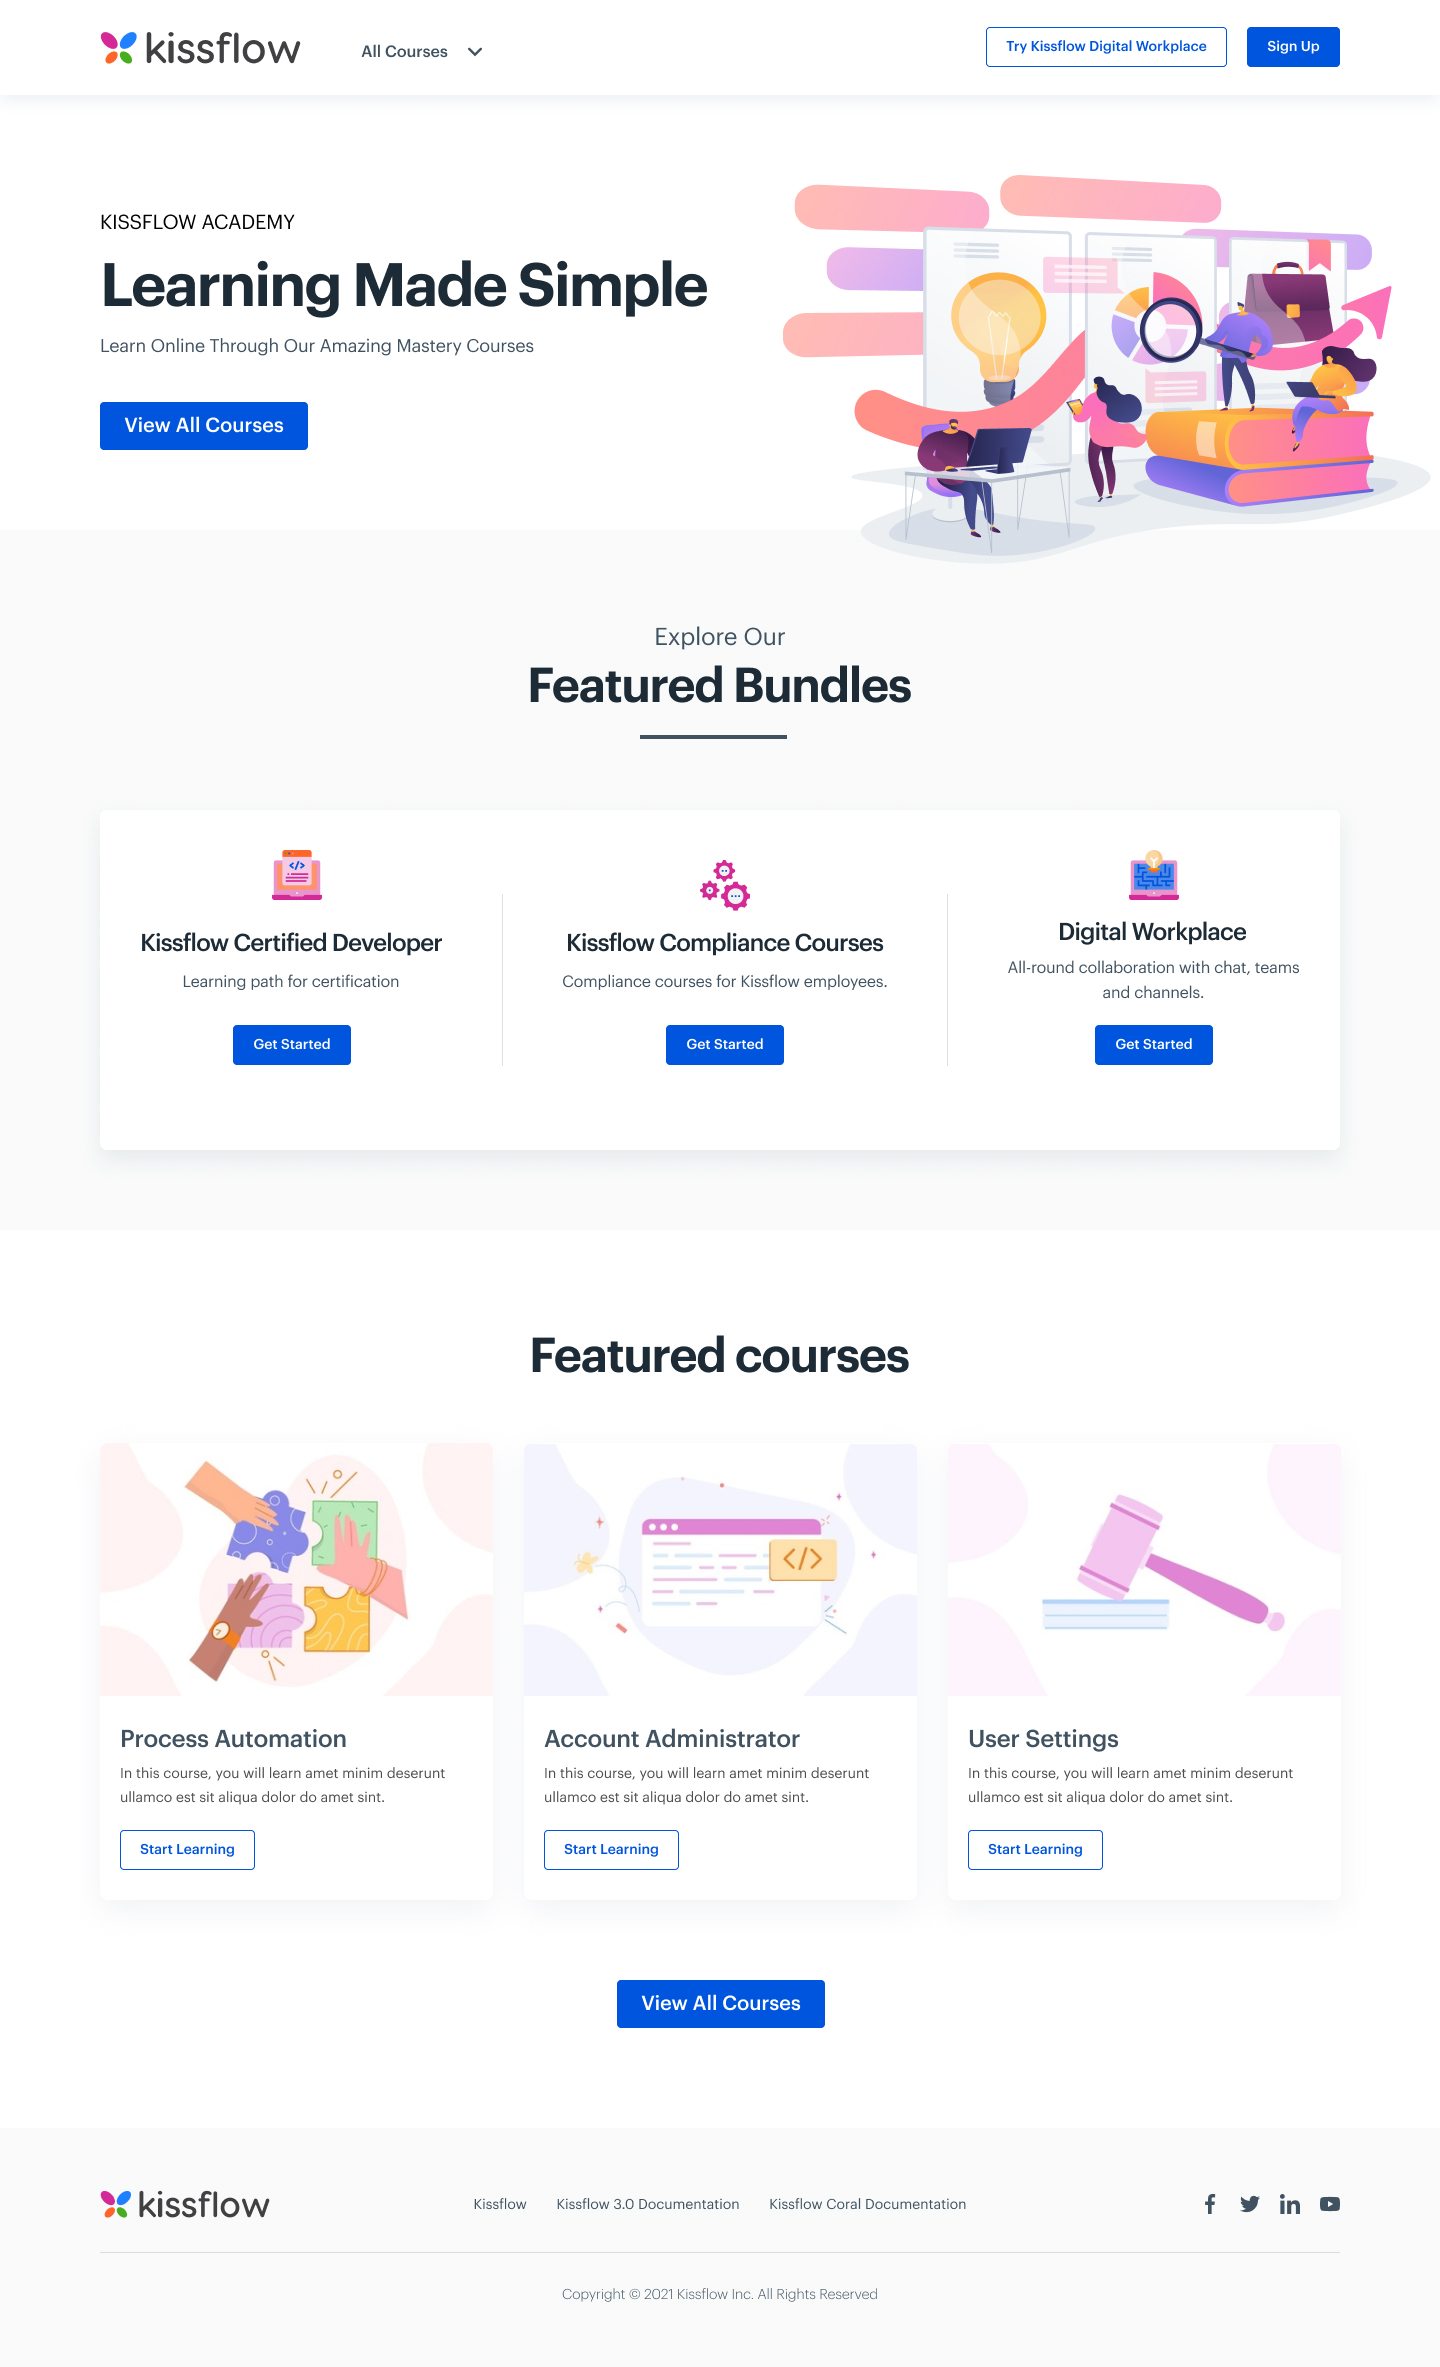 kissflow
All Courses
Try Kissflow Digital Workplace
Sign Up
KISSFLOW ACADEMY
Learning Made Simple
Learn Online Through Our Amazing Mastery Courses
View All Courses
Explore Our
Featured Bundles
Kissflow Certified Developer
Learning path for certification
Get Started
Kissflow Compliance Courses
Compliance courses for Kissflow employees.
Get Started
Digital Workplace
All-round collaboration with chat, teams
and channels.
Get Started
Featured courses
</>
Process Automation
In this course, you will learn amet minim deserunt
ullamco est sit aliqua dolor do amet sint.
Start Learning
Account Administrator
In this course, you will learn amet minim deserunt
ullamco est sit aliqua dolor do amet sint.
Start Learning
User Settings
In this course, you will learn amet minim deserunt
ullamco est sit aliqua dolor do amet sint.
Start Learning
View All Courses
kissflow
Kissflow
Kissflow 3.0 Documentation
Kissflow Coral Documentation
Copyright © 2021 Kissflow Inc. All Rights Reserved